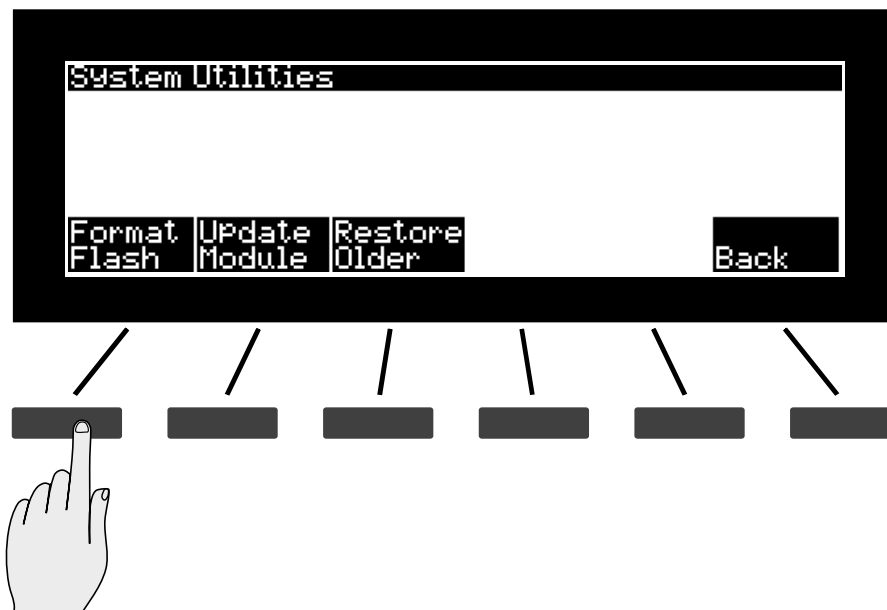 System Utilities
Format Update Restore
Flash Module Older Back